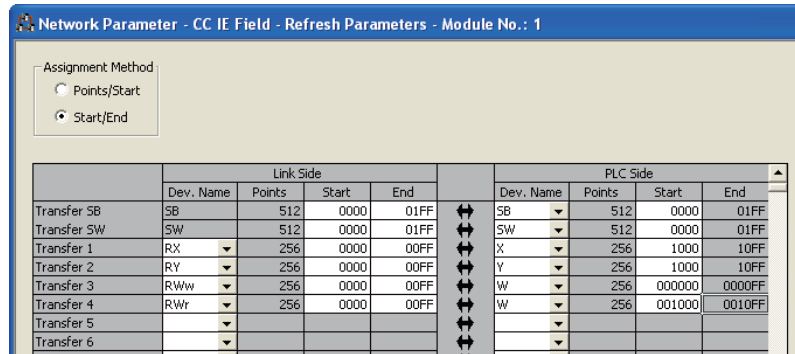 Network Parameter - CC IE Field - Refresh Parameters - Module No.: 1
Assignment Method
Points/Start
Start/End
Link Side PLC Side
Dev. Name Points Start End Dev. Name Points Start End
Transfer SB SB 512 0000 01FF SB 512 0000 01FF
Transfer SW SW 512 0000 01FF SW 512 0000 01FF
Transfer 1 RX 256 0000 00FF X 256 1000 10FF
Transfer 2 RY 256 0000 00FF Y 256 1000 10FF
Transfer 3 RWw 256 0000 00FF W 256 000000 0000FF
Transfer 4 RWr 256 0000 00FF W 256 001000 0010FF
Transfer 5
Transfer 6